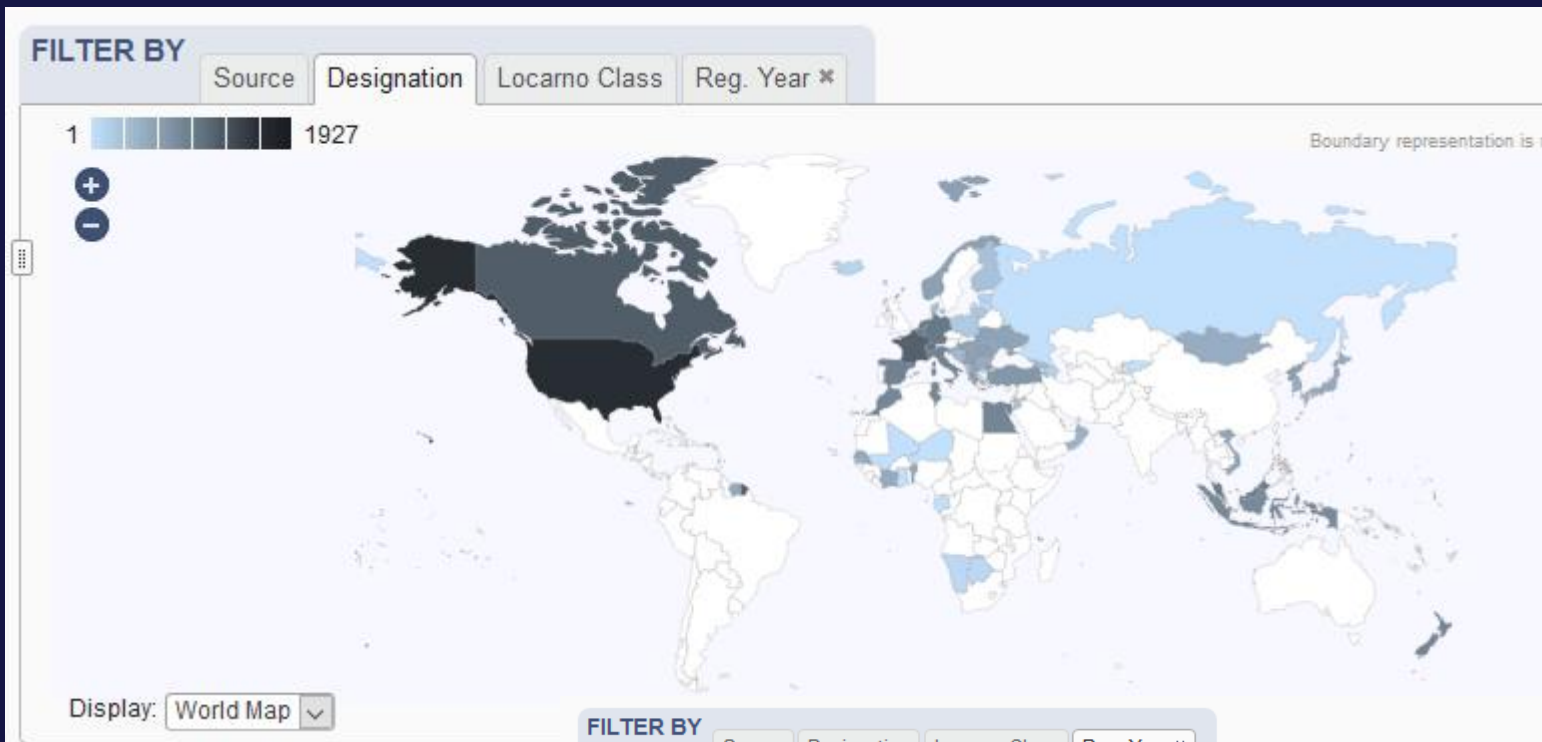 FILTER BY
Source Designation Locarno Class Reg. Year ×
1 1927
Boundary representation is
+
−
Display: World Map
FILTER BY